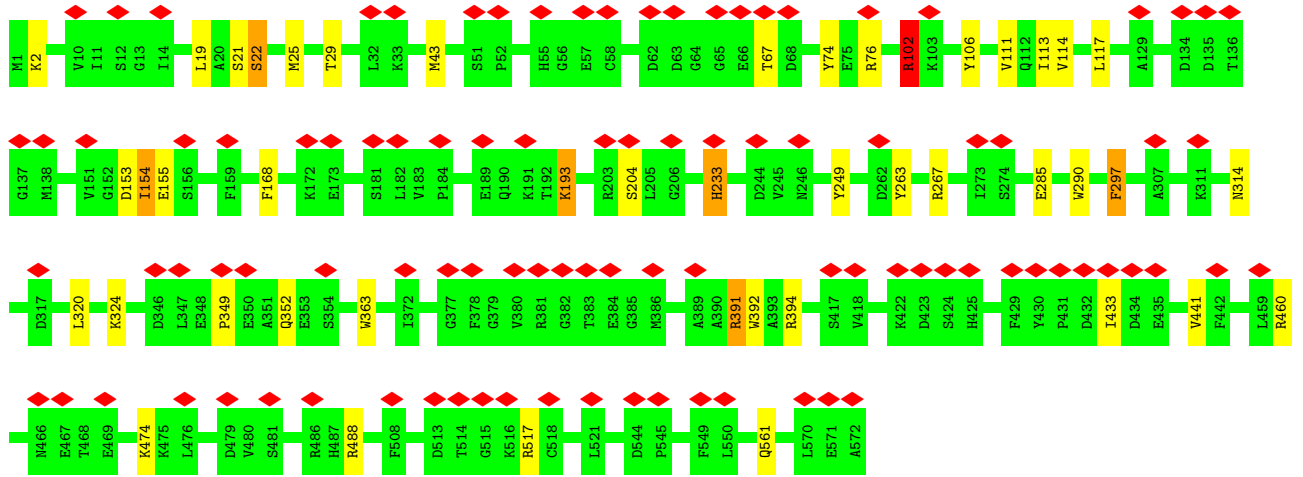 M1 K2 V10 I11 S12 G13 I14 L19 A20 S21 S22 M25 T29 L32 K33 M43 S51 P52 H55 G56 E57 C58 D62 D63 G64 G65 E66 T67 D68 Y74 E75 R76 R102 K103 Y106 V111 Q112 I113 V114 L117 A129 D134 D135 T136
G137 M138 V151 G152 D153 I154 E155 S156 F159 F168 K172 E173 S181 L182 V183 P184 E189 Q190 K191 T192 K193 R203 S204 L205 G206 H233 D244 V245 N246 Y249 D262 Y263 R267 I273 S274 E285 W290 F297 A307 K311 N314
D317 L320 K324 D346 L347 E348 P349 E350 A351 Q352 E353 S354 W363 I372 G377 F378 G379 V380 R381 G382 T383 E384 G385 M386 A389 A390 R391 W392 A393 R394 S417 V418 K422 D423 S424 H425 F429 Y430 P431 D432 I433 D434 E435 V441 F442 L459 R460
N466 E467 T468 E469 K474 K475 L476 D479 V480 S481 R486 H487 R488 F508 D513 T514 G515 K516 R517 C518 L521 D544 P545 F549 L550 Q561 L570 E571 A572